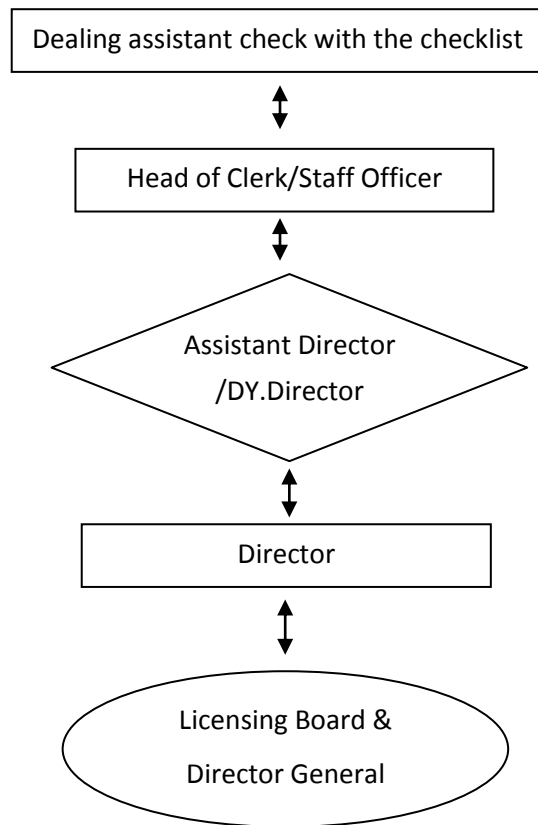 Dealing assistant check with the checklist
Head of Clerk/Staff Officer
Assistant Director
/DY.Director
Director
Licensing Board &
Director General